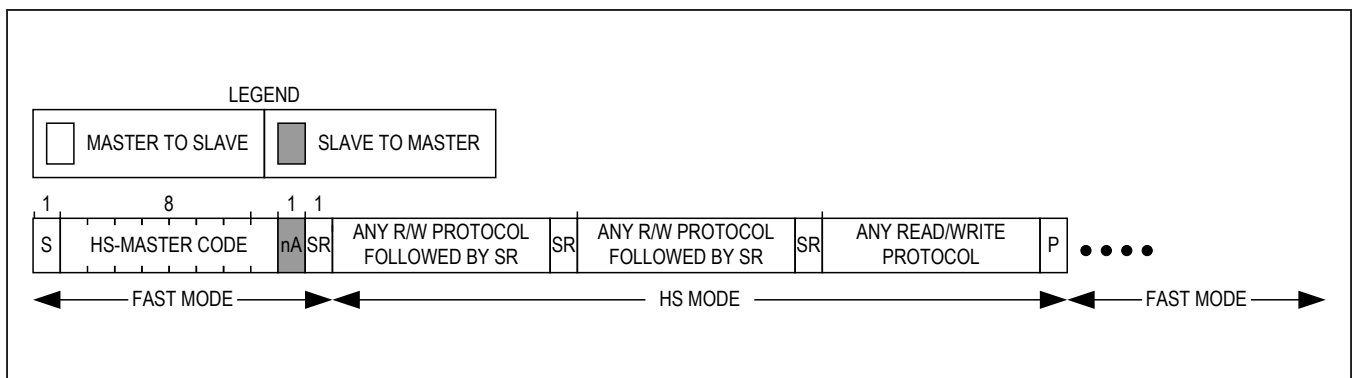 LEGEND
MASTER TO SLAVE SLAVE TO MASTER
1 8 1 1
S HS-MASTER CODE nA SR ANY R/W PROTOCOL FOLLOWED BY SR SR ANY R/W PROTOCOL FOLLOWED BY SR SR ANY READ/WRITE PROTOCOL P
FAST MODE HS MODE FAST MODE